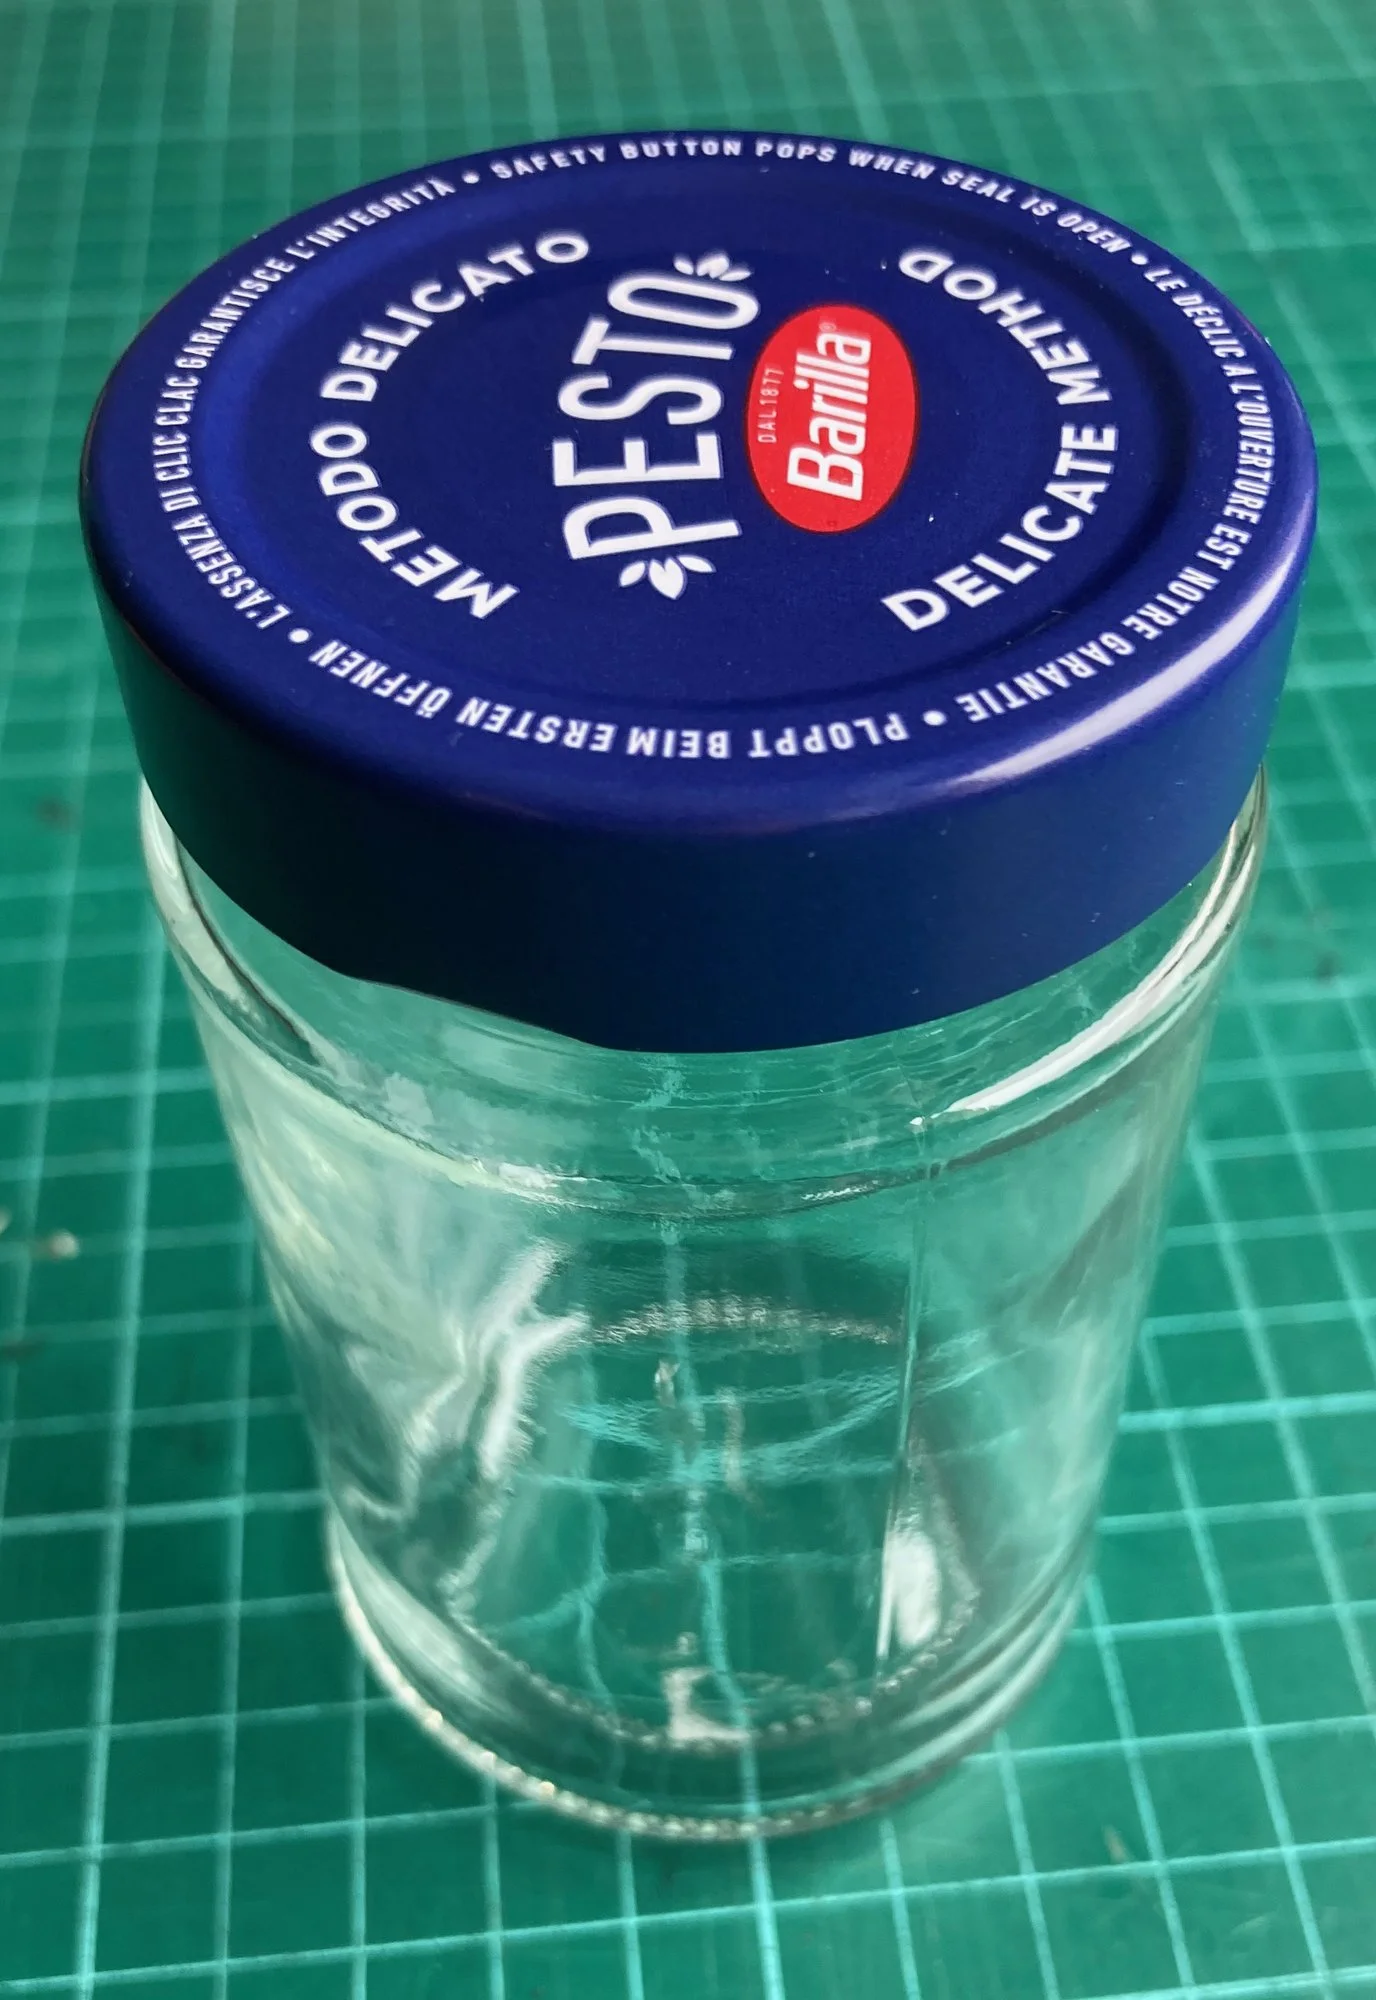 PESTO
DAL 1877
Barilla®
METODO DELICATO
DELICATE METHOD
L'ASSENZA DI CLIC CLAC GARANTISCE L'INTEGRITÀ • SAFETY BUTTON POPS WHEN SEAL IS OPEN • LE DÉCLIC A L'OUVERTURE EST NOTRE GARANTIE • PLOPPT BEIM ERSTEN ÖFFNEN •